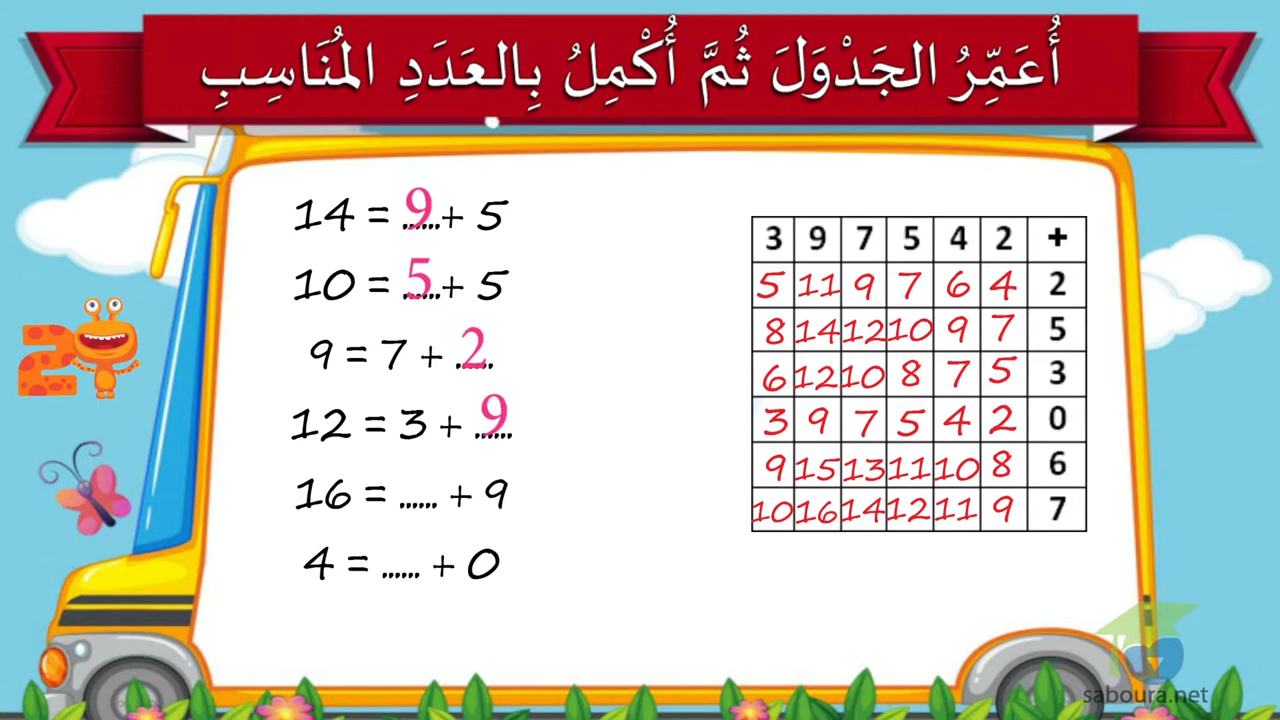 أُعَمِّرُ الجَدْوَلَ ثُمَّ أُكْمِلُ بِالعَدَدِ المُنَاسِبِ
14 = 9 + 5
10 = 5 + 5
9 = 7 + 2
12 = 3 + 9
16 = ...... + 9
4 = ...... + 0
3 9 7 5 4 2 +
5 11 9 7 6 4 2
8 14 12 10 9 7 5
6 12 10 8 7 5 3
3 9 7 5 4 2 0
9 15 13 11 10 8 6
10 16 14 12 11 9 7
2
saboura.net